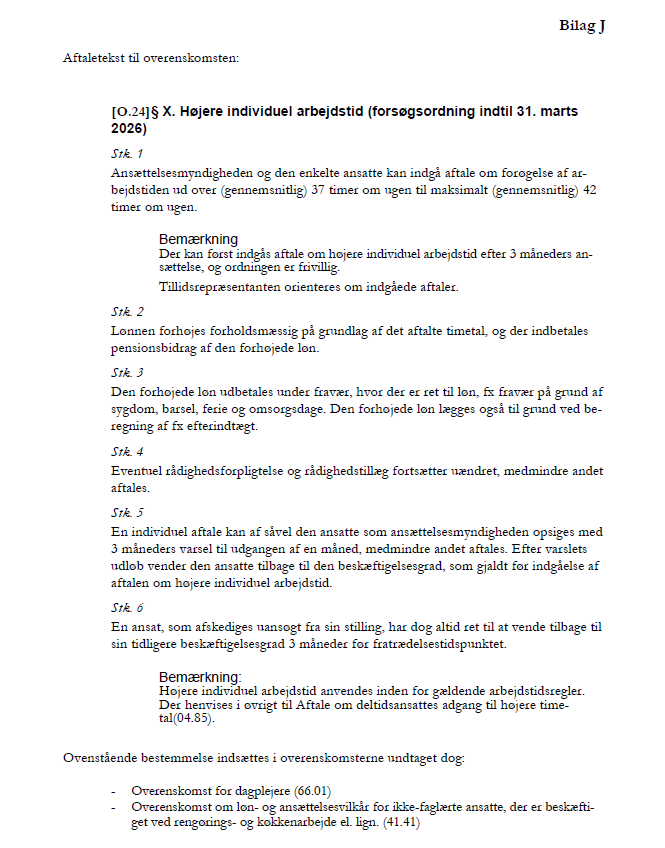 Bilag J
Aftaletekst til overenskomsten:
[O.24]§ X. Højere individuel arbejdstid (forsøgsordning indtil 31. marts
2026)
Stk. 1
Ansættelsesmyndigheden og den enkelte ansatte kan indgå aftale om forøgelse af ar-
bejdstiden ud over (gennemsnitlig) 37 timer om ugen til maksimalt (gennemsnitlig) 42
timer om ugen.
Bemærkning
Der kan først indgås aftale om højere individuel arbejdstid efter 3 måneders an-
sættelse, og ordningen er frivillig.
Tillidsrepræsentanten orienteres om indgåede aftaler.
Stk. 2
Lønnen forhøjes forholdsmæssig på grundlag af det aftalte timetal, og der indbetales
pensionsbidrag af den forhøjede løn.
Stk. 3
Den forhøjede løn udbetales under fravær, hvor der er ret til løn, fx fravær på grund af
sygdom, barsel, ferie og omsorgsdage. Den forhøjede løn lægges også til grund ved be-
regning af fx efterindtægt.
Stk. 4
Eventuel rådighedsforpligtelse og rådighedstillæg fortsætter uændret, medmindre andet
aftales.
Stk. 5
En individuel aftale kan af såvel den ansatte som ansættelsesmyndigheden opsiges med
3 måneders varsel til udgangen af en måned, medmindre andet aftales. Efter varslets
udløb vender den ansatte tilbage til den beskæftigelsesgrad, som gjaldt før indgåelse af
aftalen om højere individuel arbejdstid.
Stk. 6
En ansat, som afskediges uansøgt fra sin stilling, har dog altid ret til at vende tilbage til
sin tidligere beskæftigelsesgrad 3 måneder før fratrædelsestidspunktet.
Bemærkning:
Højere individuel arbejdstid anvendes inden for gældende arbejdstidsregler.
Der henvises i øvrigt til Aftale om deltidsansattes adgang til højere time-
tal(04.85).
Ovenstående bestemmelse indsættes i overenskomsterne undtaget dog:
- Overenskomst for dagplejere (66.01)
- Overenskomst om løn- og ansættelsesvilkår for ikke-faglærte ansatte, der er beskæfti-
get ved rengørings- og køkkenarbejde el. lign. (41.41)